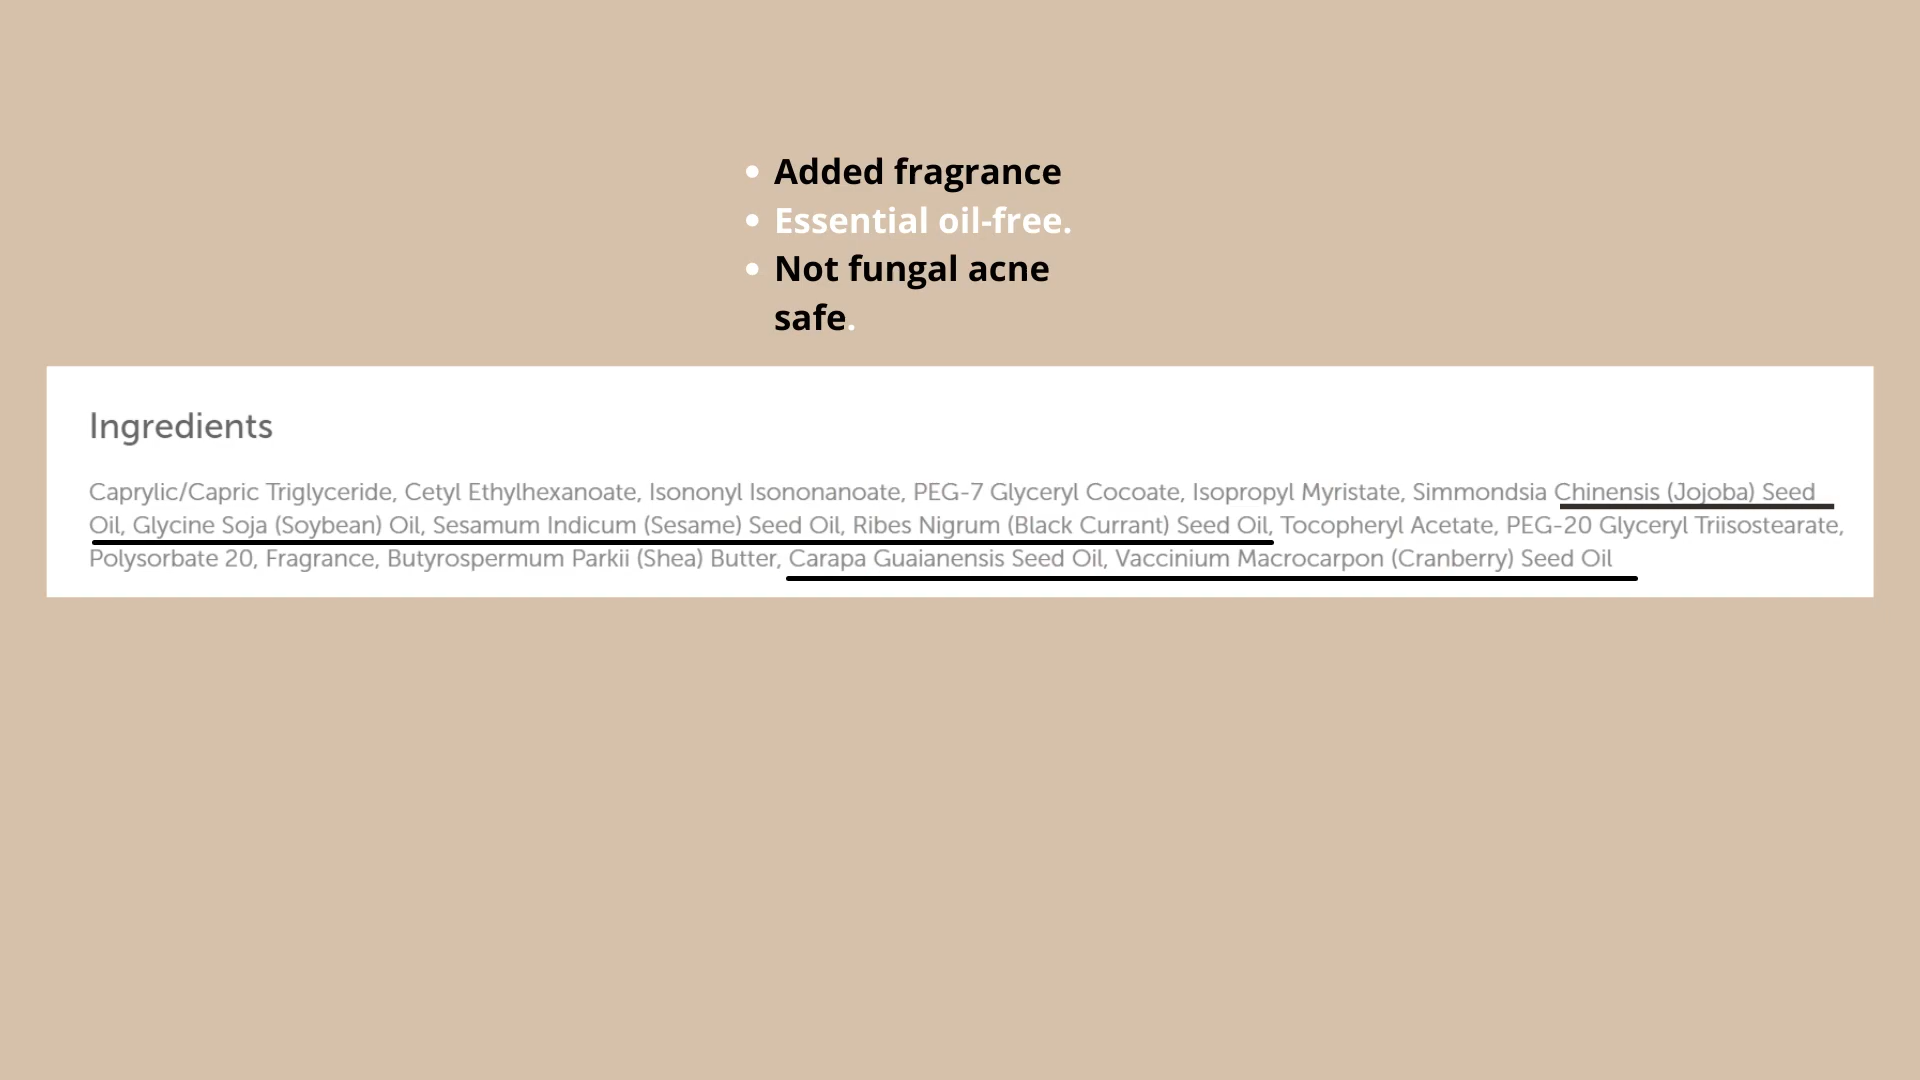 • Added fragrance
• Essential oil-free.
• Not fungal acne
safe.
Ingredients
Caprylic/Capric Triglyceride, Cetyl Ethylhexanoate, Isononyl Isononanoate, PEG-7 Glyceryl Cocoate, Isopropyl Myristate, Simmondsia Chinensis (Jojoba) Seed
Oil, Glycine Soja (Soybean) Oil, Sesamum Indicum (Sesame) Seed Oil, Ribes Nigrum (Black Currant) Seed Oil, Tocopheryl Acetate, PEG-20 Glyceryl Triisostearate,
Polysorbate 20, Fragrance, Butyrospermum Parkii (Shea) Butter, Carapa Guaianensis Seed Oil, Vaccinium Macrocarpon (Cranberry) Seed Oil